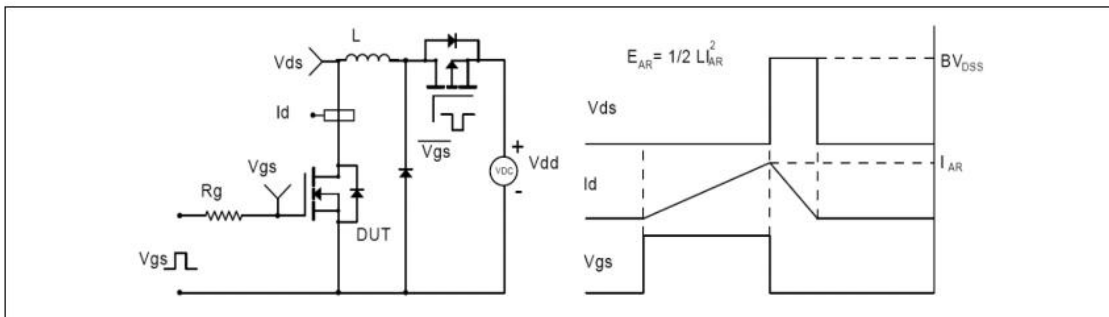 L
Vds
Id
Vgs
Vgs
Rg
Vgs
DUT
+
VDC
Vdd
-
E_AR = 1/2 LI_AR^2
BV_DSS
Vds
I_AR
Id
Vgs